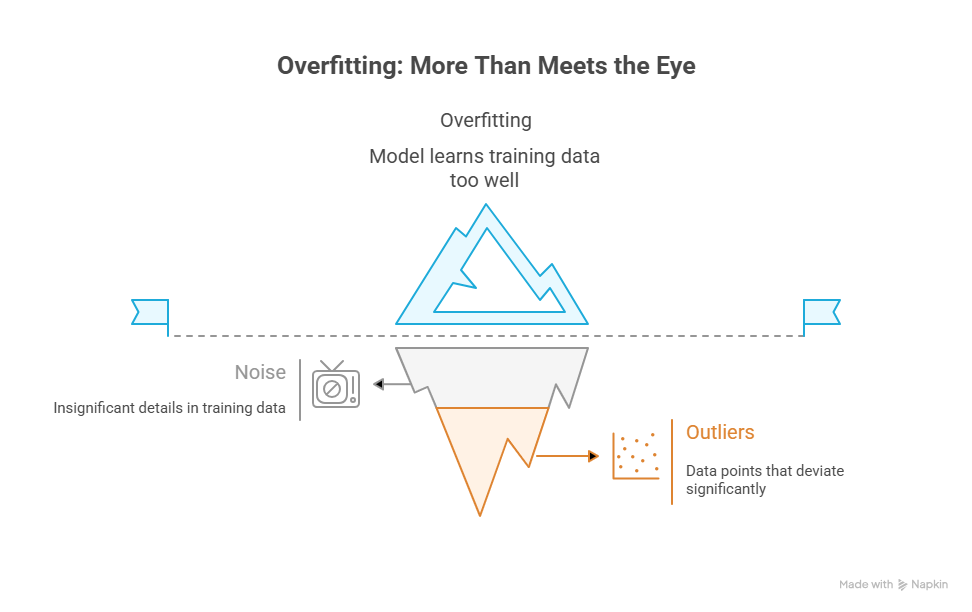 Overfitting: More Than Meets the Eye
Overfitting
Model learns training data
too well
Noise
Insignificant details in training data
Outliers
Data points that deviate
significantly
Made with Napkin